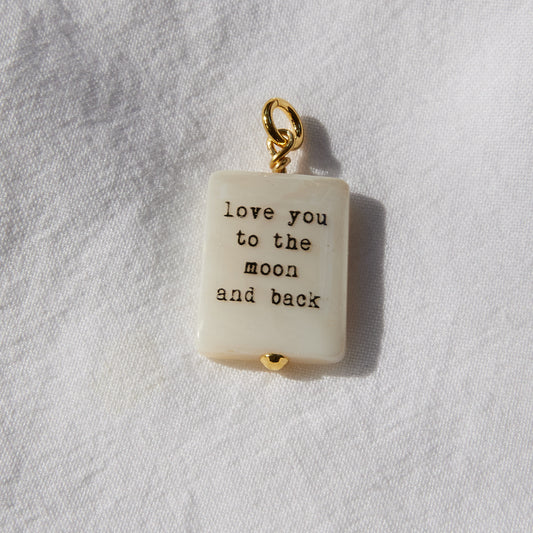 love you
to the
moon
and back